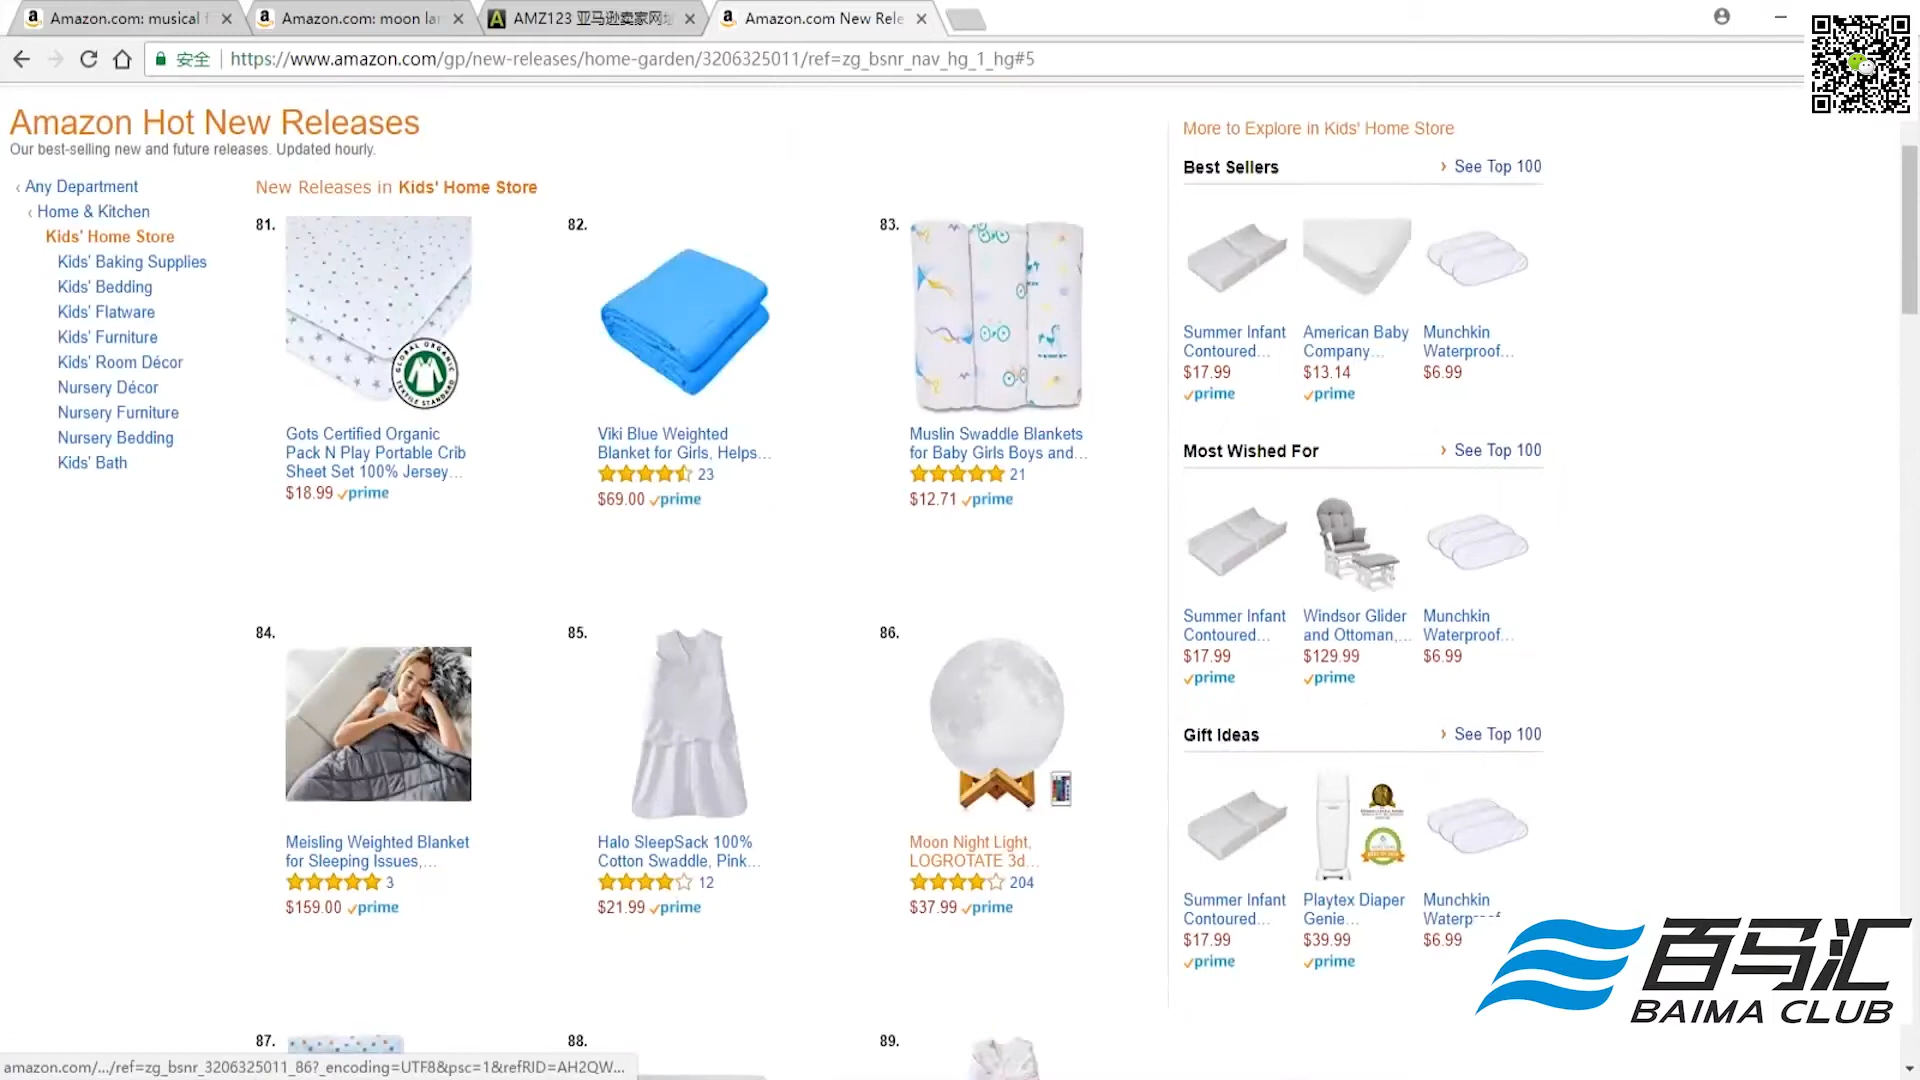 Amazon.com: musical f
Amazon.com: moon la
AMZ123 亚马逊卖家网址
Amazon.com New Rele
安全
https://www.amazon.com/gp/new-releases/home-garden/3206325011/ref=zg_bsnr_nav_hg_1_hg#5
Amazon Hot New Releases
Our best-selling new and future releases. Updated hourly.
‹ Any Department
‹ Home & Kitchen
Kids' Home Store
Kids' Baking Supplies
Kids' Bedding
Kids' Flatware
Kids' Furniture
Kids' Room Décor
Nursery Décor
Nursery Furniture
Nursery Bedding
Kids' Bath
New Releases in Kids' Home Store
81.
GLOBAL ORGANIC TEXTILE STANDARD
Gots Certified Organic
Pack N Play Portable Crib
Sheet Set 100% Jersey…
$18.99 prime
82.
Viki Blue Weighted
Blanket for Girls, Helps…
23
$69.00 prime
83.
Muslin Swaddle Blankets
for Baby Girls Boys and…
21
$12.71 prime
84.
Meisling Weighted Blanket
for Sleeping Issues,…
3
$159.00 prime
85.
Halo SleepSack 100%
Cotton Swaddle, Pink…
12
$21.99 prime
86.
Moon Night Light,
LOGROTATE 3d…
204
$37.99 prime
87.
88.
89.
More to Explore in Kids' Home Store
Best Sellers
› See Top 100
Summer Infant
Contoured…
$17.99
prime
American Baby
Company…
$13.14
prime
Munchkin
Waterproof…
$6.99
Most Wished For
› See Top 100
Summer Infant
Contoured…
$17.99
prime
Windsor Glider
and Ottoman,…
$129.99
prime
Munchkin
Waterproof…
$6.99
Gift Ideas
› See Top 100
Summer Infant
Contoured…
$17.99
prime
Playtex Diaper
Genie…
$39.99
prime
Munchkin
Waterproof…
$6.99
百马汇
BAIMA CLUB
amazon.com/.../ref=zg_bsnr_3206325011_86?_encoding=UTF8&psc=1&refRID=AH2QW...